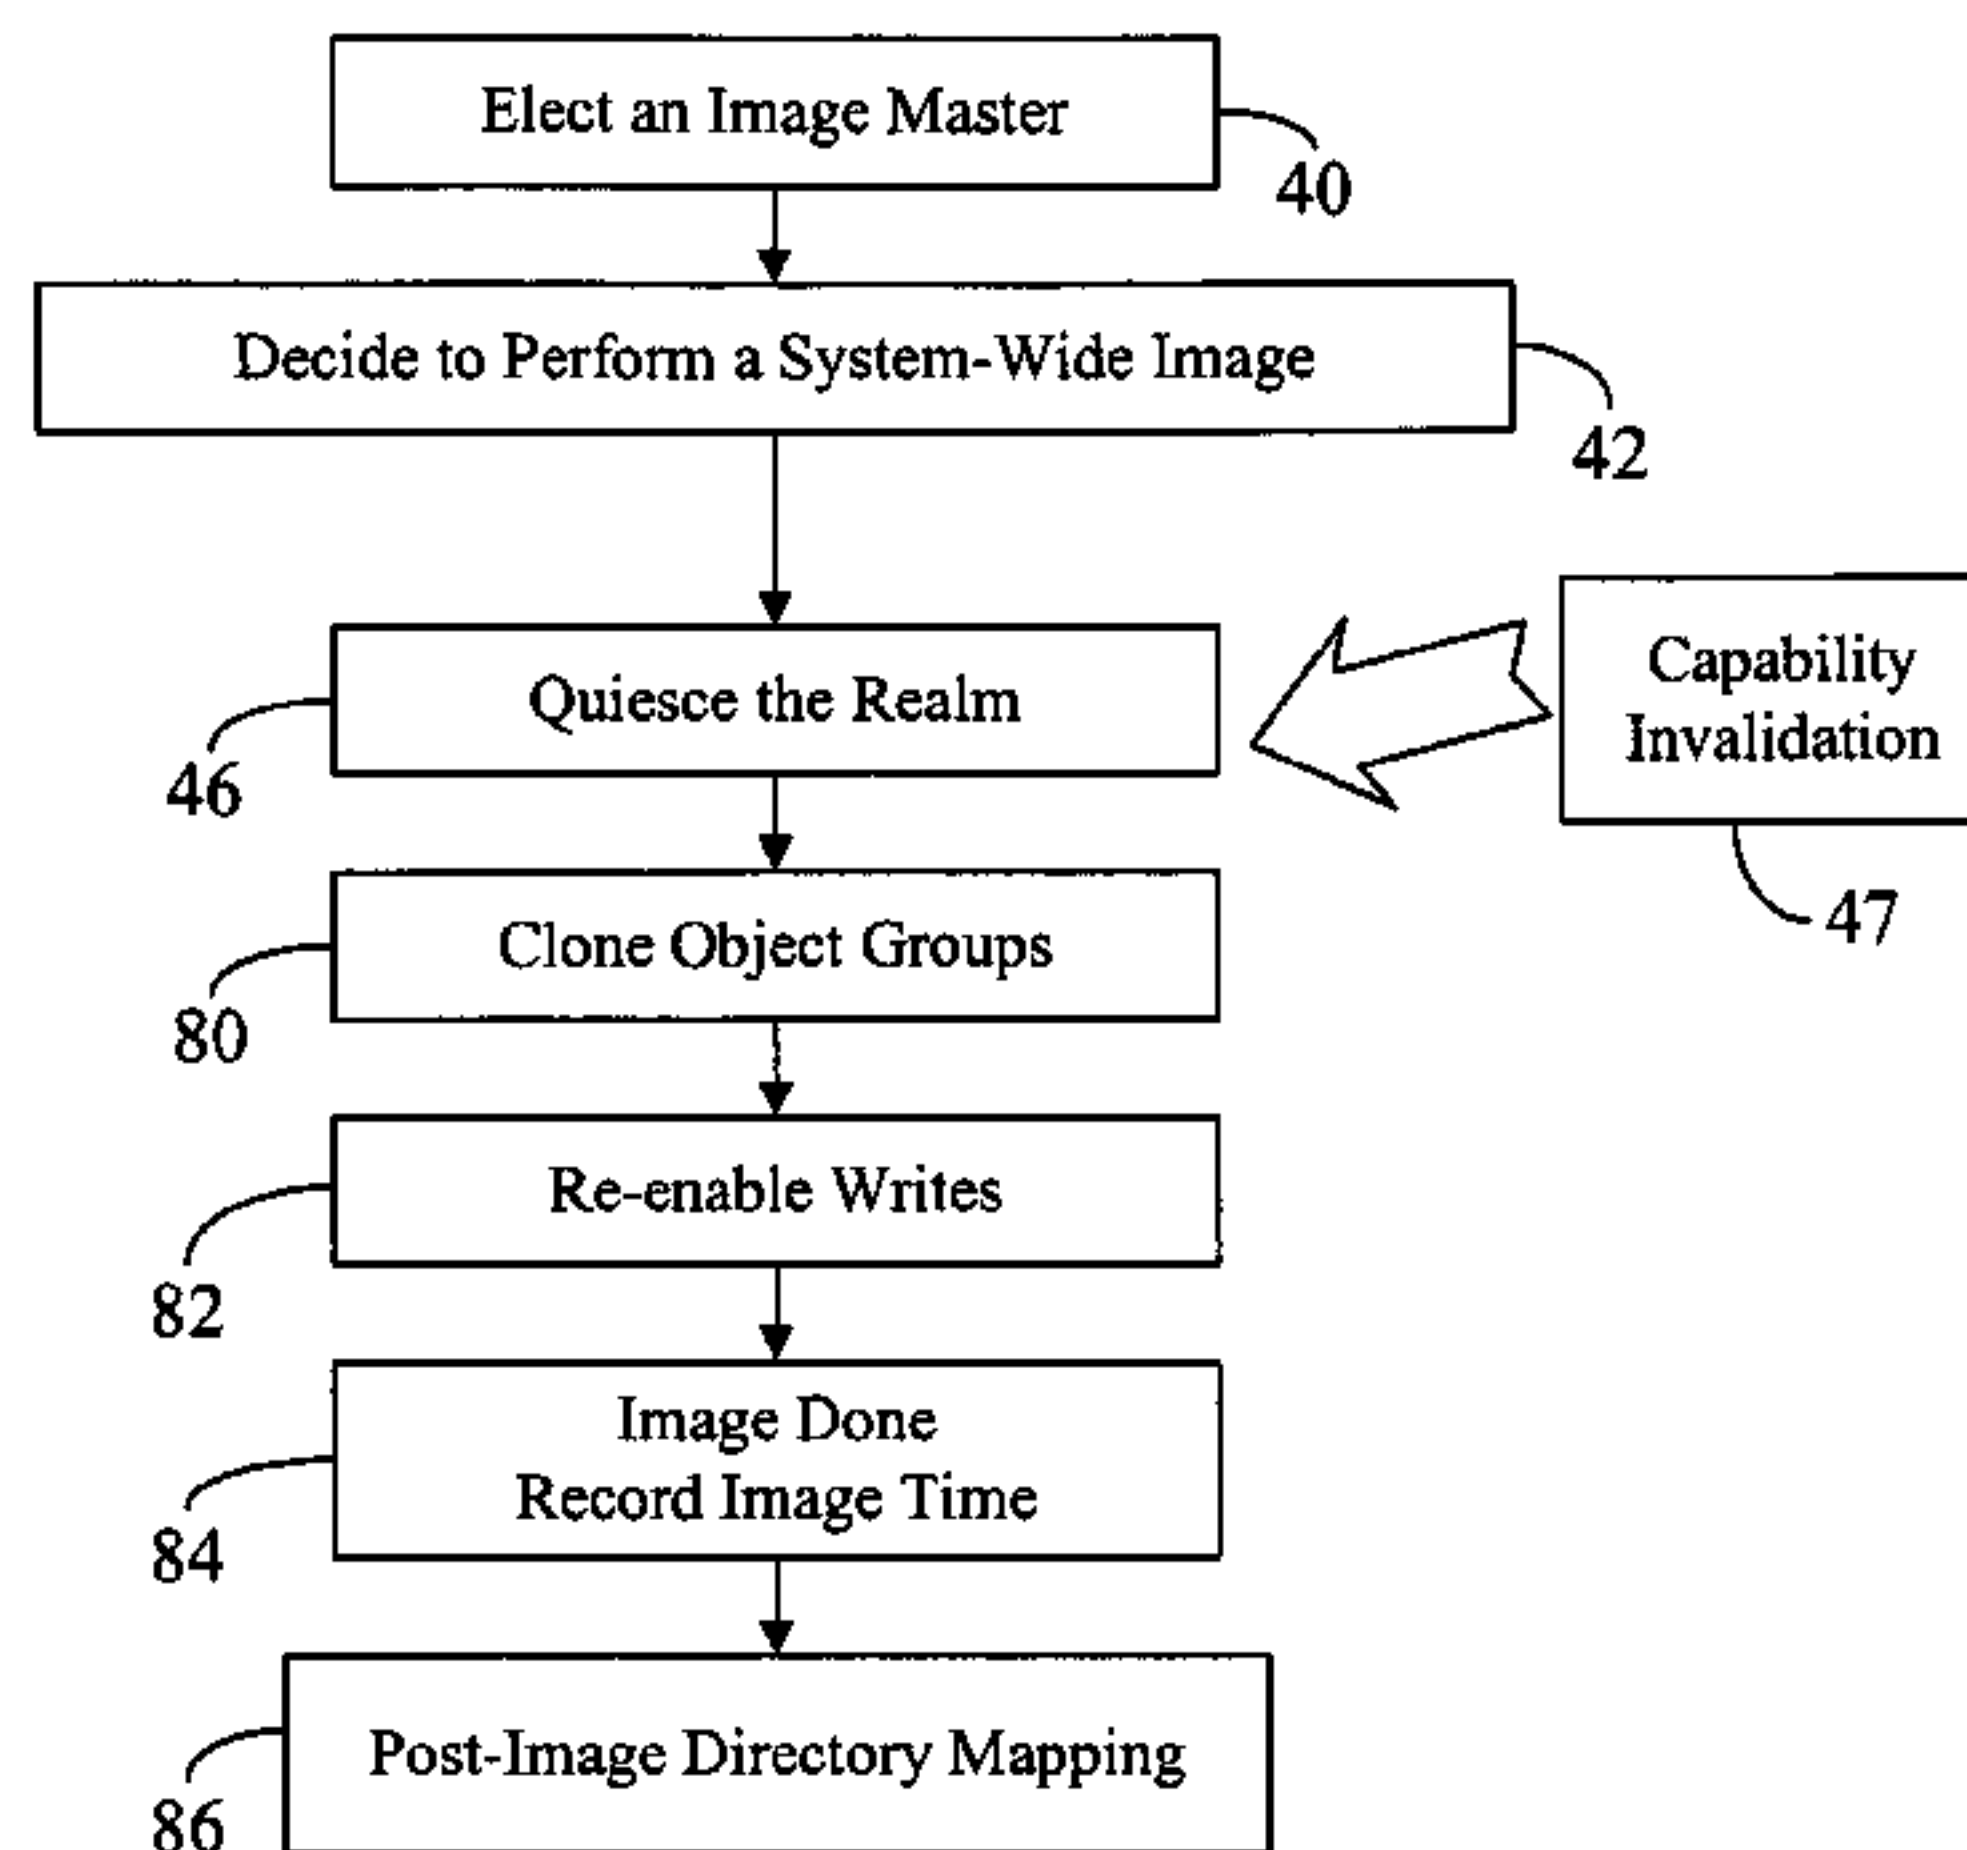 Elect an Image Master
40
Decide to Perform a System-Wide Image
42
Quiesce the Realm
46
Capability
Invalidation
47
Clone Object Groups
80
Re-enable Writes
82
Image Done
Record Image Time
84
Post-Image Directory Mapping
86